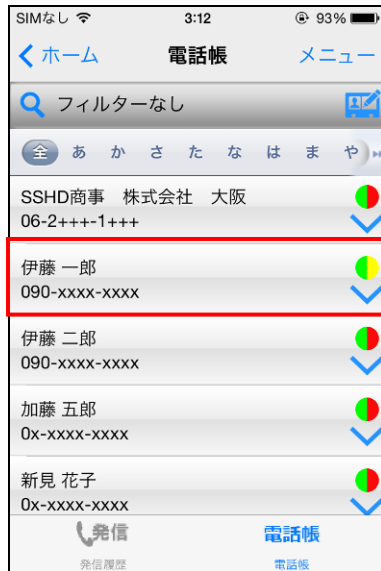 SIMなし 3:12 93%
ホーム 電話帳 メニュー
フィルターなし
全 あ か さ た な は ま や
SSHD商事 株式会社 大阪
06-2+++-1+++
伊藤 一郎
090-xxxx-xxxx
伊藤 二郎
090-xxxx-xxxx
加藤 五郎
0x-xxxx-xxxx
新見 花子
0x-xxxx-xxxx
発信 電話帳
発信履歴 電話帳